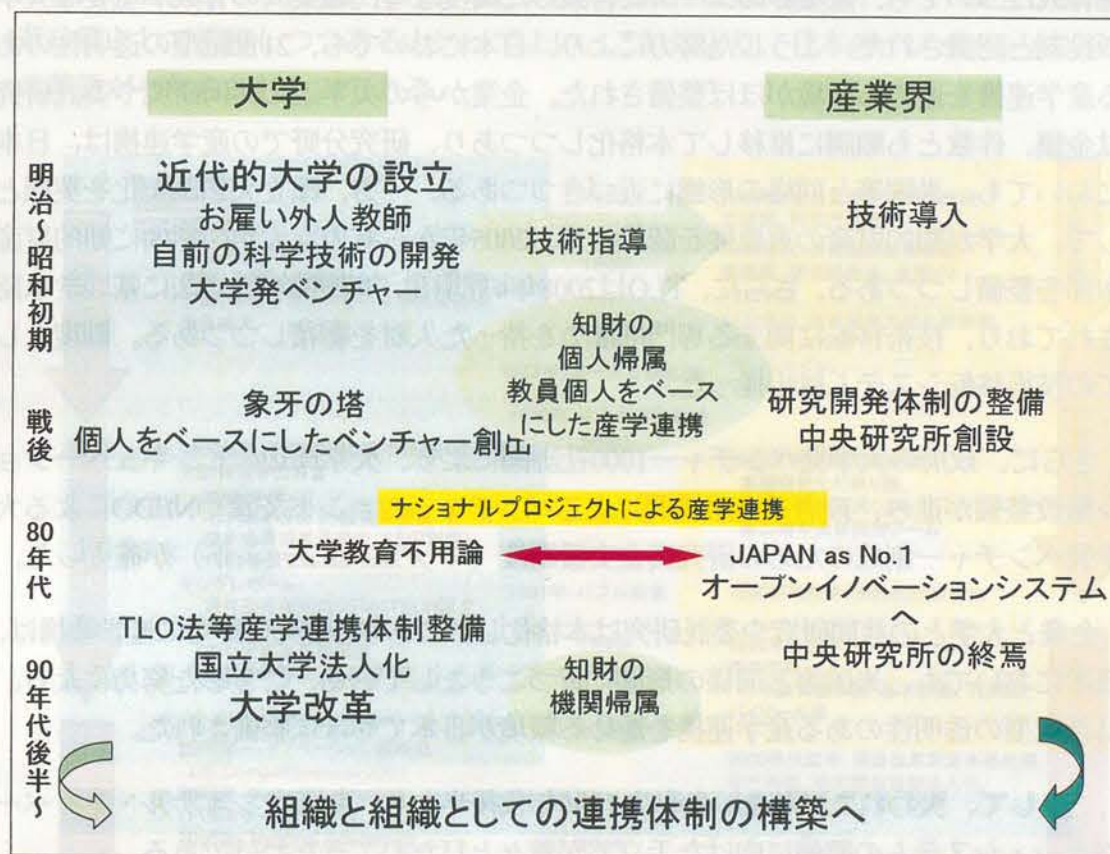 大学
産業界
明治～昭和初期
近代的大学の設立
お雇い外人教師
自前の科学技術の開発
大学発ベンチャー
技術指導
技術導入
知財の
個人帰属
教員個人をベース
にした産学連携
戦後
象牙の塔
個人をベースにしたベンチャー創出
研究開発体制の整備
中央研究所創設
ナショナルプロジェクトによる産学連携
80年代
大学教育不用論
JAPAN as No.1
オープンイノベーションシステム
へ
中央研究所の終焉
90年代後半～
TLO法等産学連携体制整備
国立大学法人化
大学改革
知財の
機関帰属
組織と組織としての連携体制の構築へ